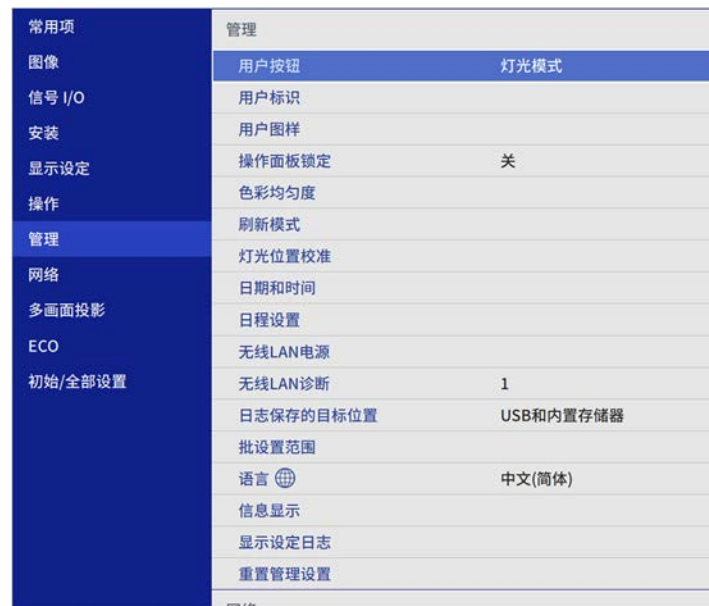 常用项
图像
信号 I/O
安装
显示设定
操作
管理
网络
多画面投影
ECO
初始/全部设置
管理
用户按钮 灯光模式
用户标识
用户图样
操作面板锁定 关
色彩均匀度
刷新模式
灯光位置校准
日期和时间
日程设置
无线LAN电源
无线LAN诊断 1
日志保存的目标位置 USB和内置存储器
批设置范围
语言 中文(简体)
信息显示
显示设定日志
重置管理设置